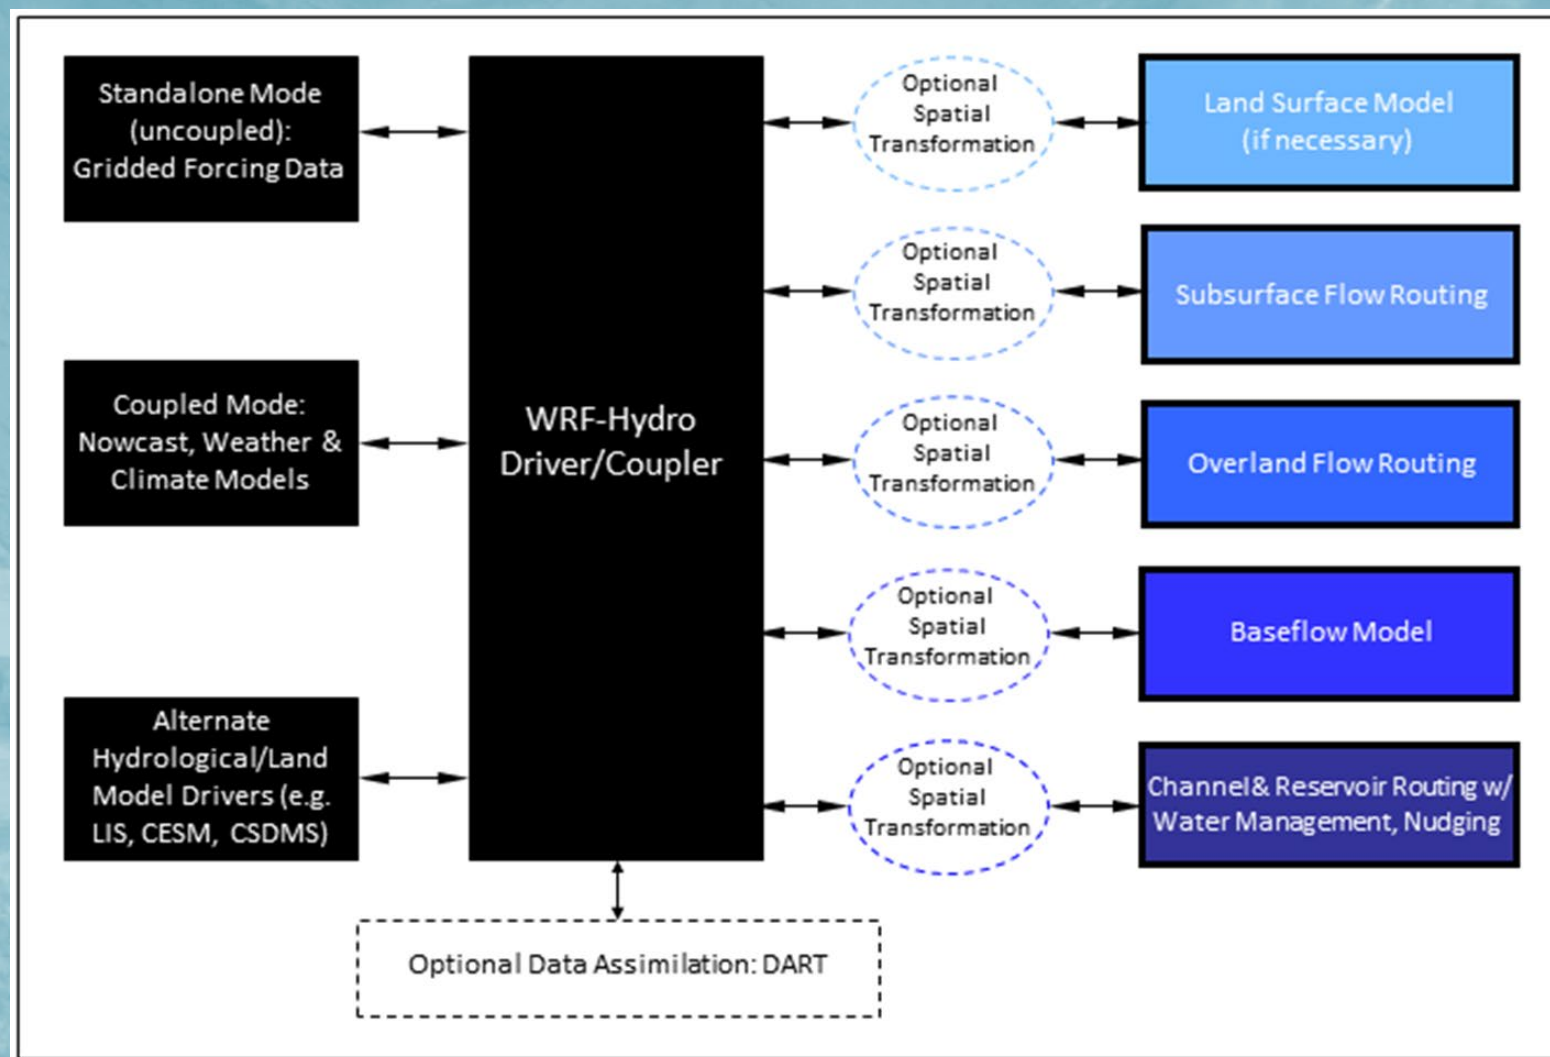 Standalone Mode
(uncoupled):
Gridded Forcing Data
Coupled Mode:
Nowcast, Weather &
Climate Models
Alternate
Hydrological/Land
Model Drivers (e.g.
LIS, CESM, CSDMS)
WRF-Hydro
Driver/Coupler
Optional
Spatial
Transformation
Land Surface Model
(if necessary)
Optional
Spatial
Transformation
Subsurface Flow Routing
Optional
Spatial
Transformation
Overland Flow Routing
Optional
Spatial
Transformation
Baseflow Model
Optional
Spatial
Transformation
Channel& Reservoir Routing w/
Water Management, Nudging
Optional Data Assimilation: DART